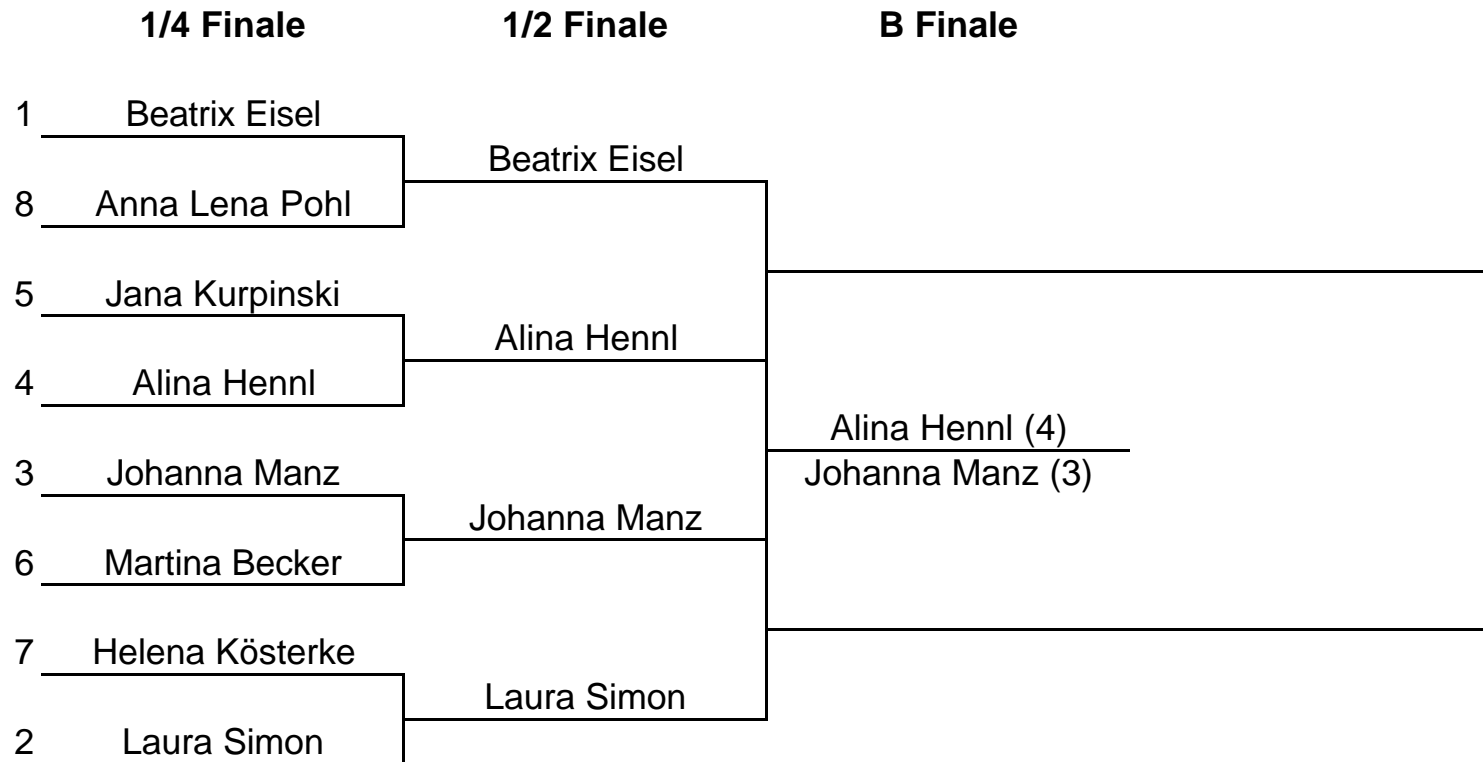 1/4 Finale 1/2 Finale B Finale
1 Beatrix Eisel
Beatrix Eisel
8 Anna Lena Pohl
5 Jana Kurpinski
Alina Hennl
4 Alina Hennl
Alina Hennl (4)
3 Johanna Manz
Johanna Manz (3)
Johanna Manz
6 Martina Becker
7 Helena Kösterke
Laura Simon
2 Laura Simon